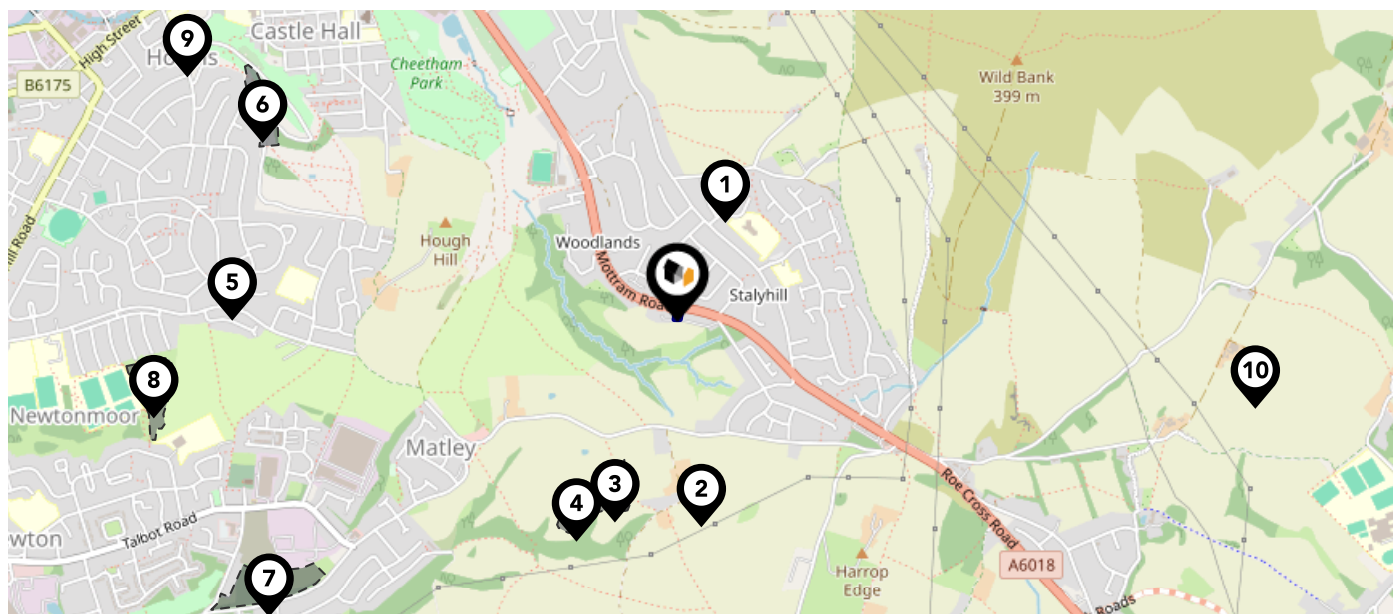 High Street
Castle Hall
9
B6175
6
Cheetham
Park
Wild Bank
399 m
1
Hough
Hill
Woodlands
Mottram Road
Stalyhill
5
8
10
Newtonmoor
Matley
3
2
4
Talbot Road
Roe Cross Road
7
A6018
Harrop
Edge
Roads